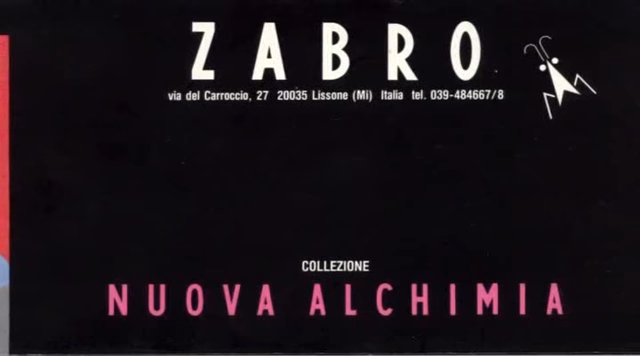 ZABRO
via del Carroccio, 27 20035 Lissone (Mi) Italia tel. 039-484667/8
COLLEZIONE
NUOVA ALCHIMIA